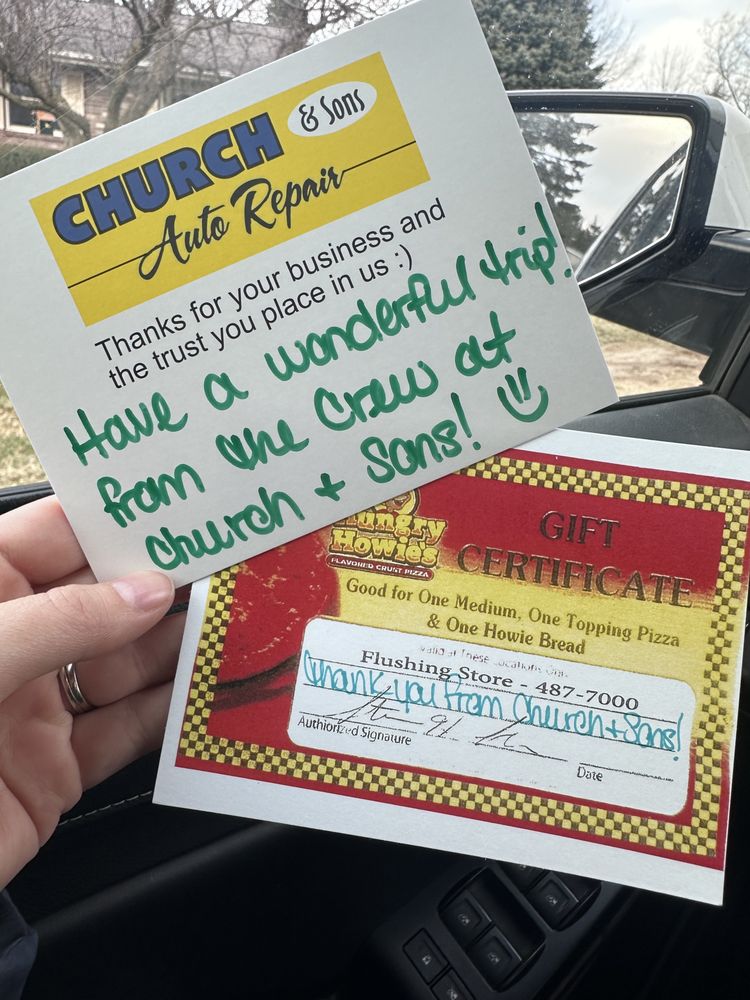 CHURCH & Sons
Auto Repair
Thanks for your business and
the trust you place in us :)
Have a wonderful trip!
from the crew at
Church + Sons!
Hungry
Howies
FLAVORED CRUST PIZZA
GIFT
CERTIFICATE
Good for One Medium, One Topping Pizza
& One Howie Bread
Valid at These Locations Only
Flushing Store - 487-7000
Thank you from Church + Sons!
Authorized Signature
Date